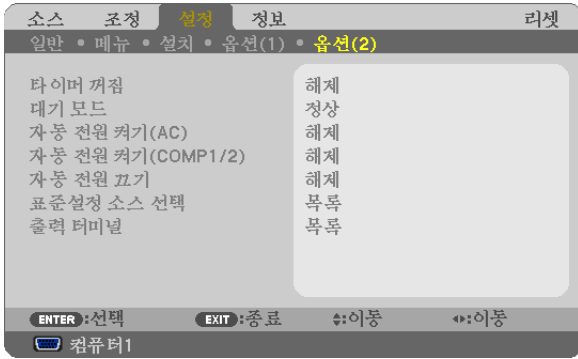 소스 조정 설정 정보 리셋
일반 • 메뉴 • 설치 • 옵션(1) • 옵션(2)
타이머 꺼짐 해제
대기 모드 정상
자동 전원 켜기(AC) 해제
자동 전원 켜기(COMP1/2) 해제
자동 전원 끄기 해제
표준설정 소스 선택 목록
출력 터미널 목록
ENTER :선택 EXIT :종료 :이동 :이동
컴퓨터1